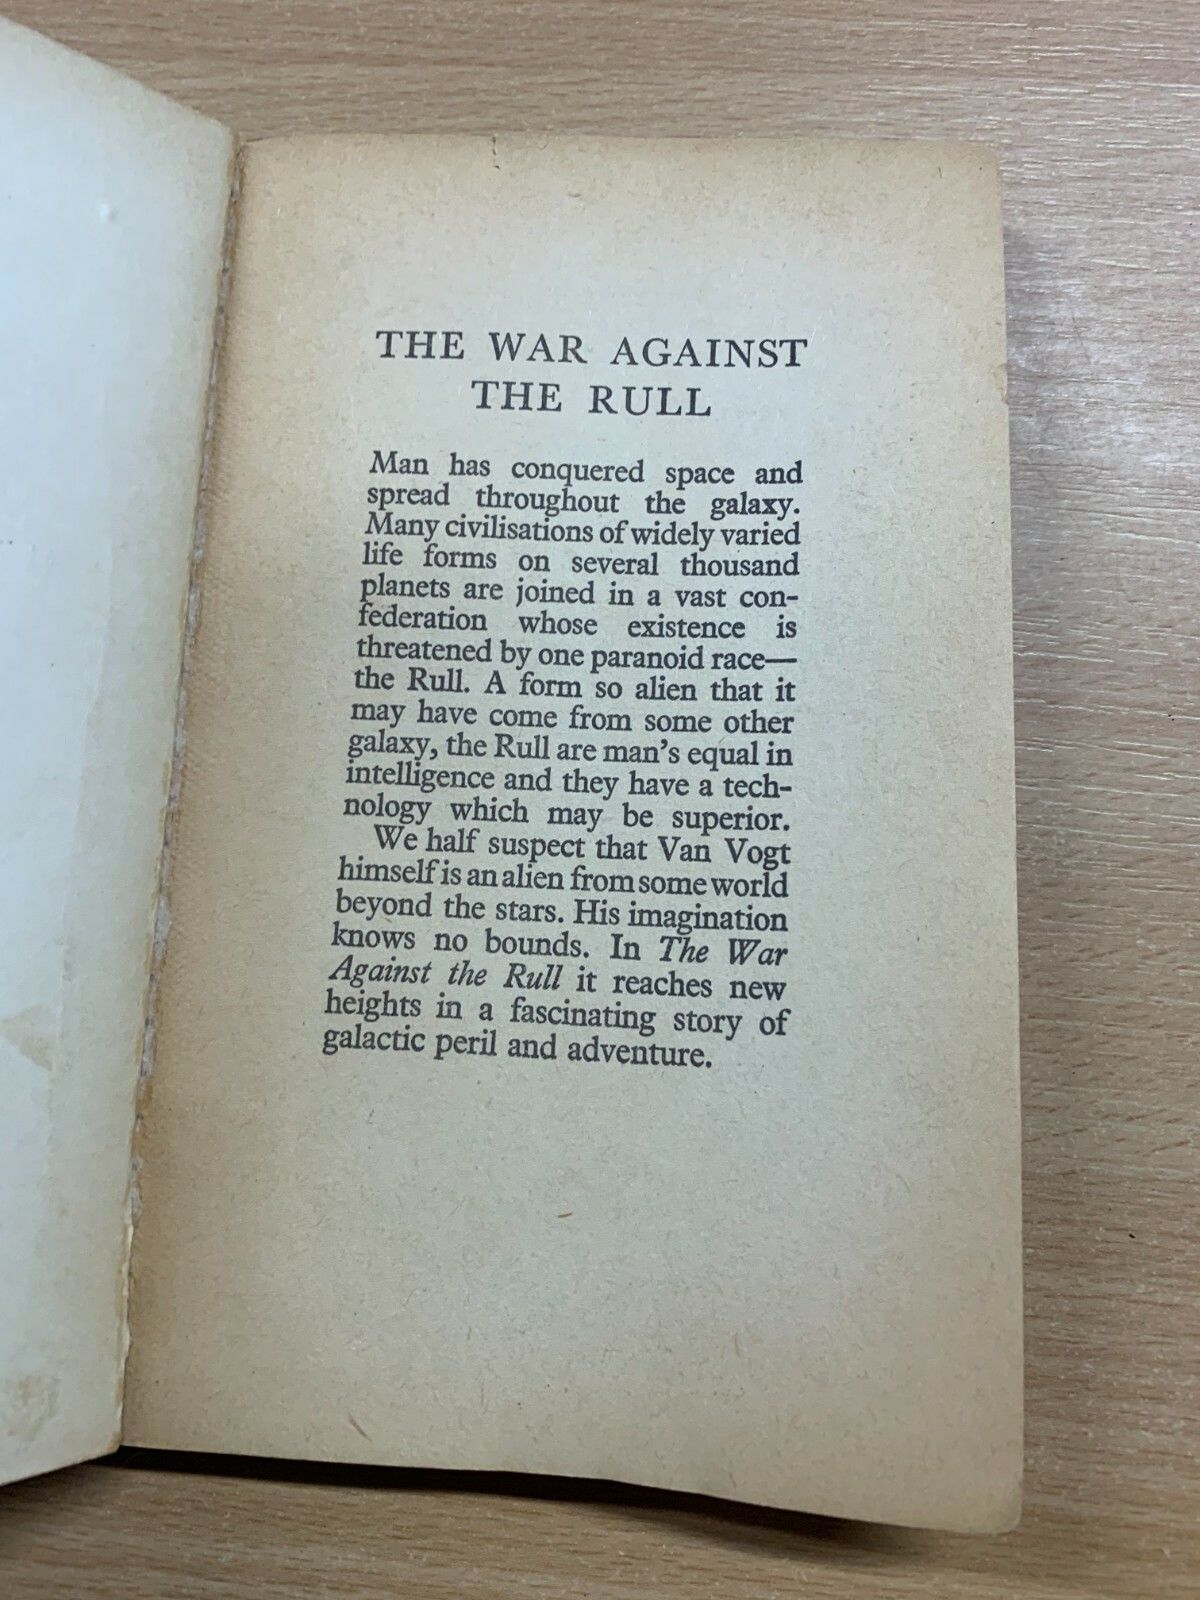 THE WAR AGAINST
THE RULL
Man has conquered space and
spread throughout the galaxy.
Many civilisations of widely varied
life forms on several thousand
planets are joined in a vast con-
federation whose existence is
threatened by one paranoid race—
the Rull. A form so alien that it
may have come from some other
galaxy, the Rull are man's equal in
intelligence and they have a tech-
nology which may be superior.
We half suspect that Van Vogt
himself is an alien from some world
beyond the stars. His imagination
knows no bounds. In The War
Against the Rull it reaches new
heights in a fascinating story of
galactic peril and adventure.